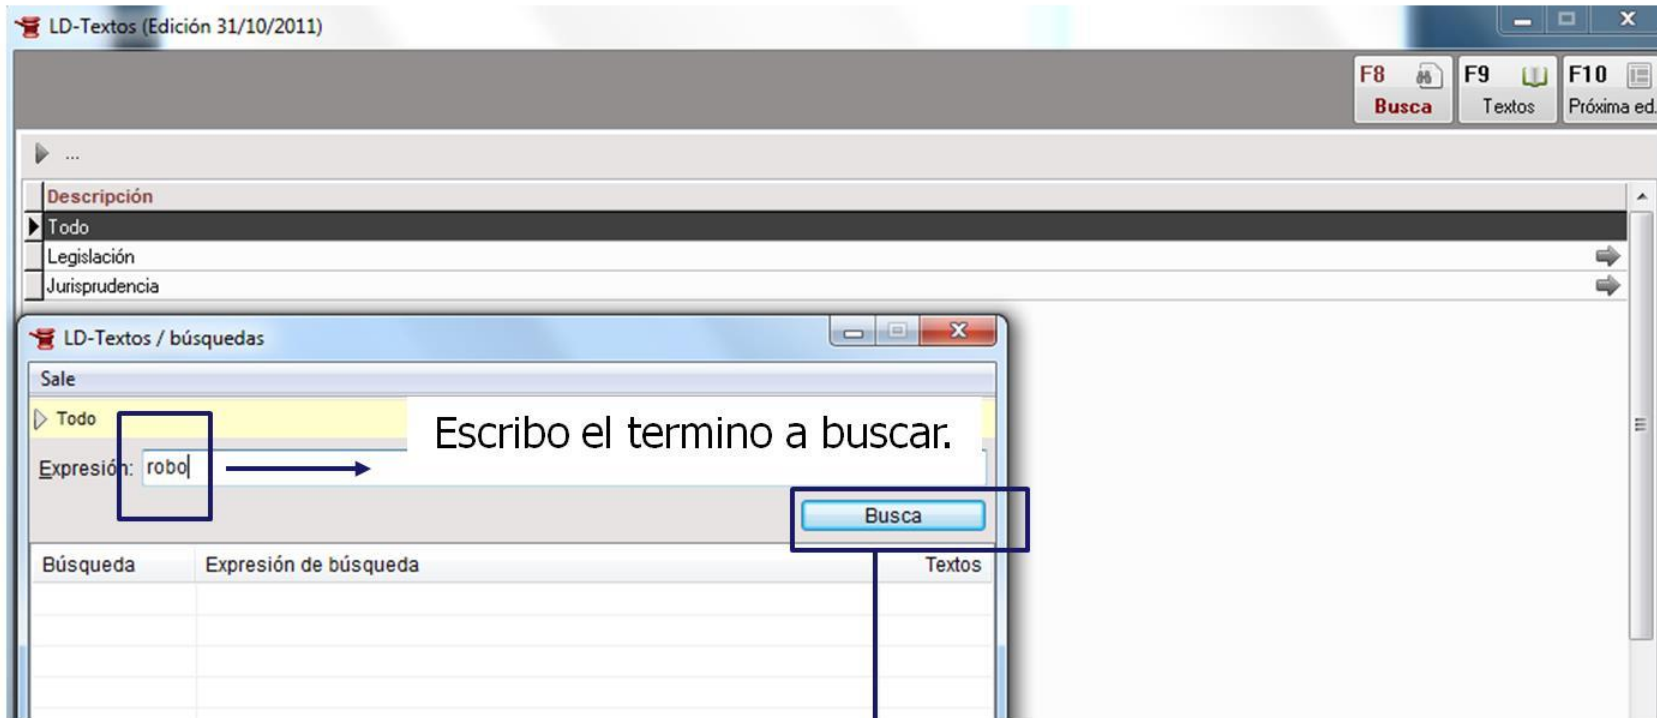 LD-Textos (Edición 31/10/2011)
F8 F9 F10
Busca Textos Próxima ed.
...
Descripción
Todo
Legislación
Jurisprudencia
LD-Textos / búsquedas
Sale
Todo
Escribo el termino a buscar.
Expresión: robo
Busca
Búsqueda Expresión de búsqueda Textos